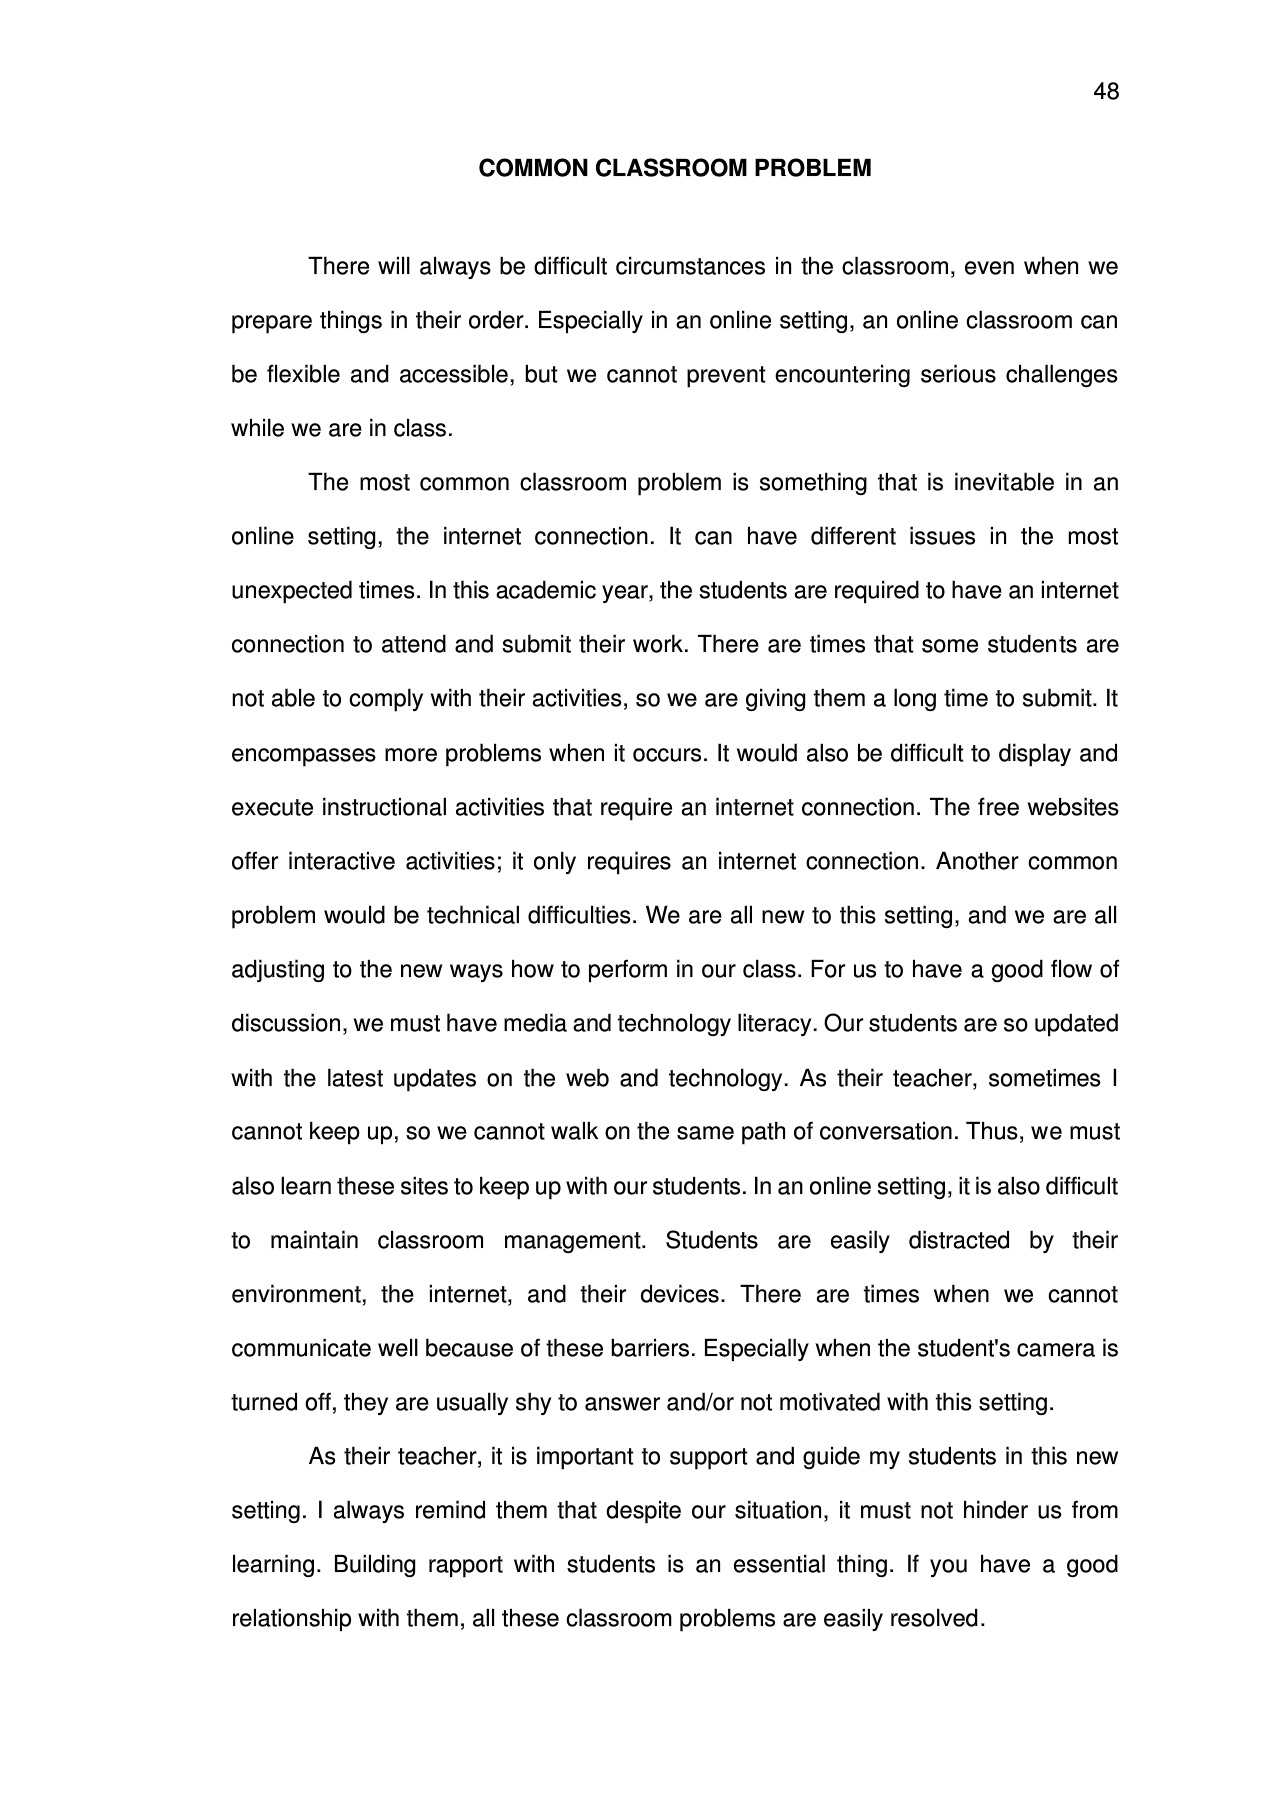 48
COMMON CLASSROOM PROBLEM
There will always be difficult circumstances in the classroom, even when we
prepare things in their order. Especially in an online setting, an online classroom can
be flexible and accessible, but we cannot prevent encountering serious challenges
while we are in class.
The most common classroom problem is something that is inevitable in an
online setting, the internet connection. It can have different issues in the most
unexpected times. In this academic year, the students are required to have an internet
connection to attend and submit their work. There are times that some students are
not able to comply with their activities, so we are giving them a long time to submit. It
encompasses more problems when it occurs. It would also be difficult to display and
execute instructional activities that require an internet connection. The free websites
offer interactive activities; it only requires an internet connection. Another common
problem would be technical difficulties. We are all new to this setting, and we are all
adjusting to the new ways how to perform in our class. For us to have a good flow of
discussion, we must have media and technology literacy. Our students are so updated
with the latest updates on the web and technology. As their teacher, sometimes I
cannot keep up, so we cannot walk on the same path of conversation. Thus, we must
also learn these sites to keep up with our students. In an online setting, it is also difficult
to maintain classroom management. Students are easily distracted by their
environment, the internet, and their devices. There are times when we cannot
communicate well because of these barriers. Especially when the student's camera is
turned off, they are usually shy to answer and/or not motivated with this setting.
As their teacher, it is important to support and guide my students in this new
setting. I always remind them that despite our situation, it must not hinder us from
learning. Building rapport with students is an essential thing. If you have a good
relationship with them, all these classroom problems are easily resolved.